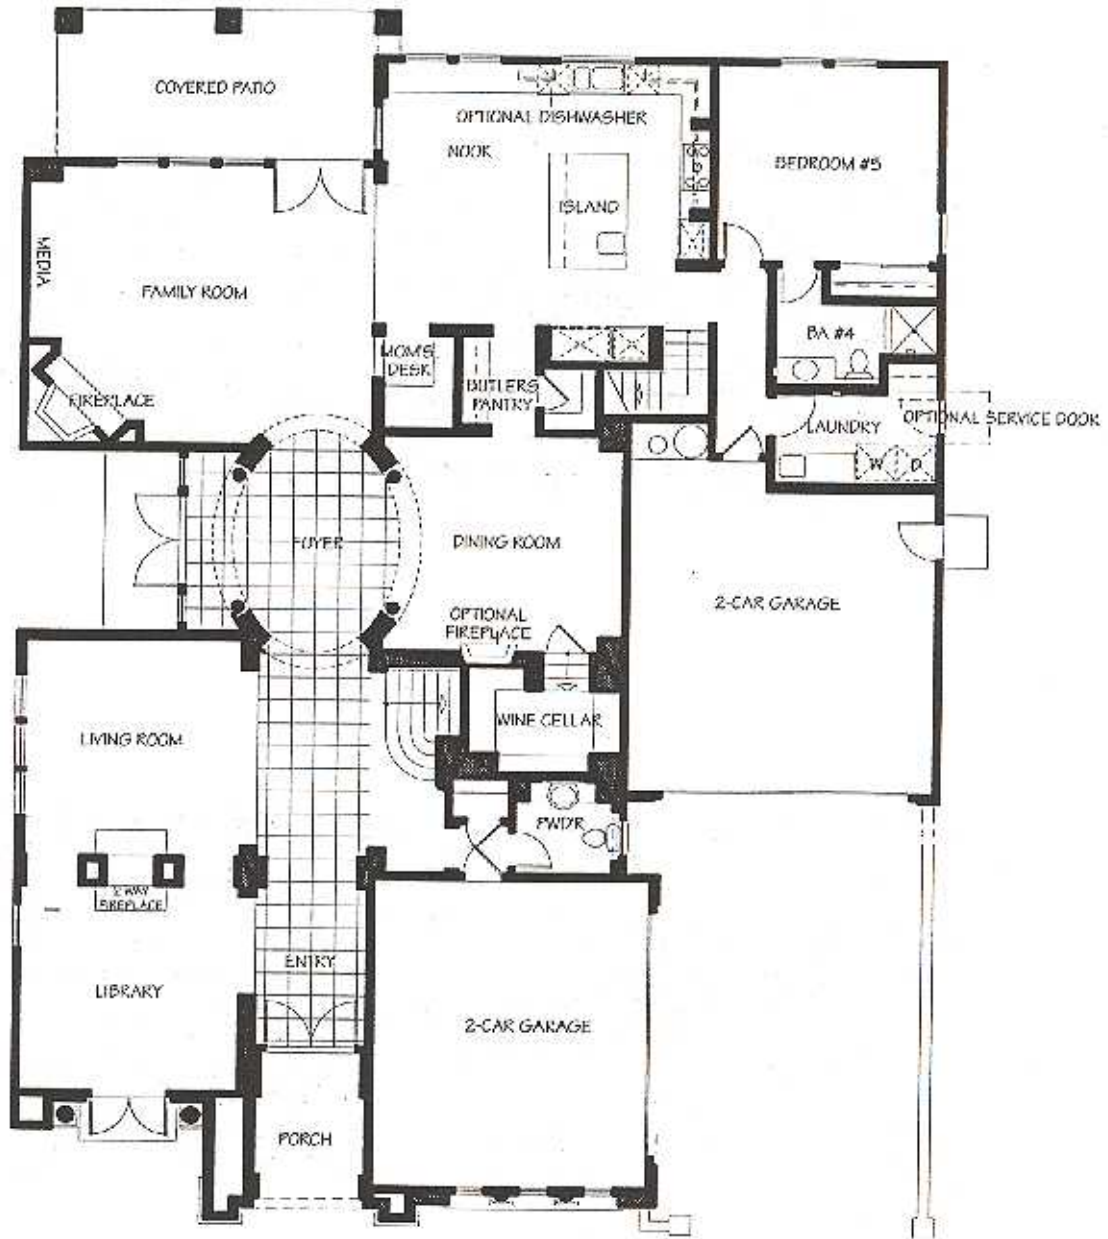 COVERED PATIO
OPTIONAL DISHWASHER
NOOK
BEDROOM #5
ISLAND
MEDIA
FAMILY ROOM
BA #4
MOM'S
DESK
BUTLERS
PANTRY
FIREPLACE
OPTIONAL SERVICE DOOR
LAUNDRY
W
D
FOYER
DINING ROOM
2-CAR GARAGE
OPTIONAL
FIREPLACE
WINE CELLAR
LIVING ROOM
PWD'R
2 WAY
FIREPLACE
ENTRY
LIBRARY
2-CAR GARAGE
PORCH